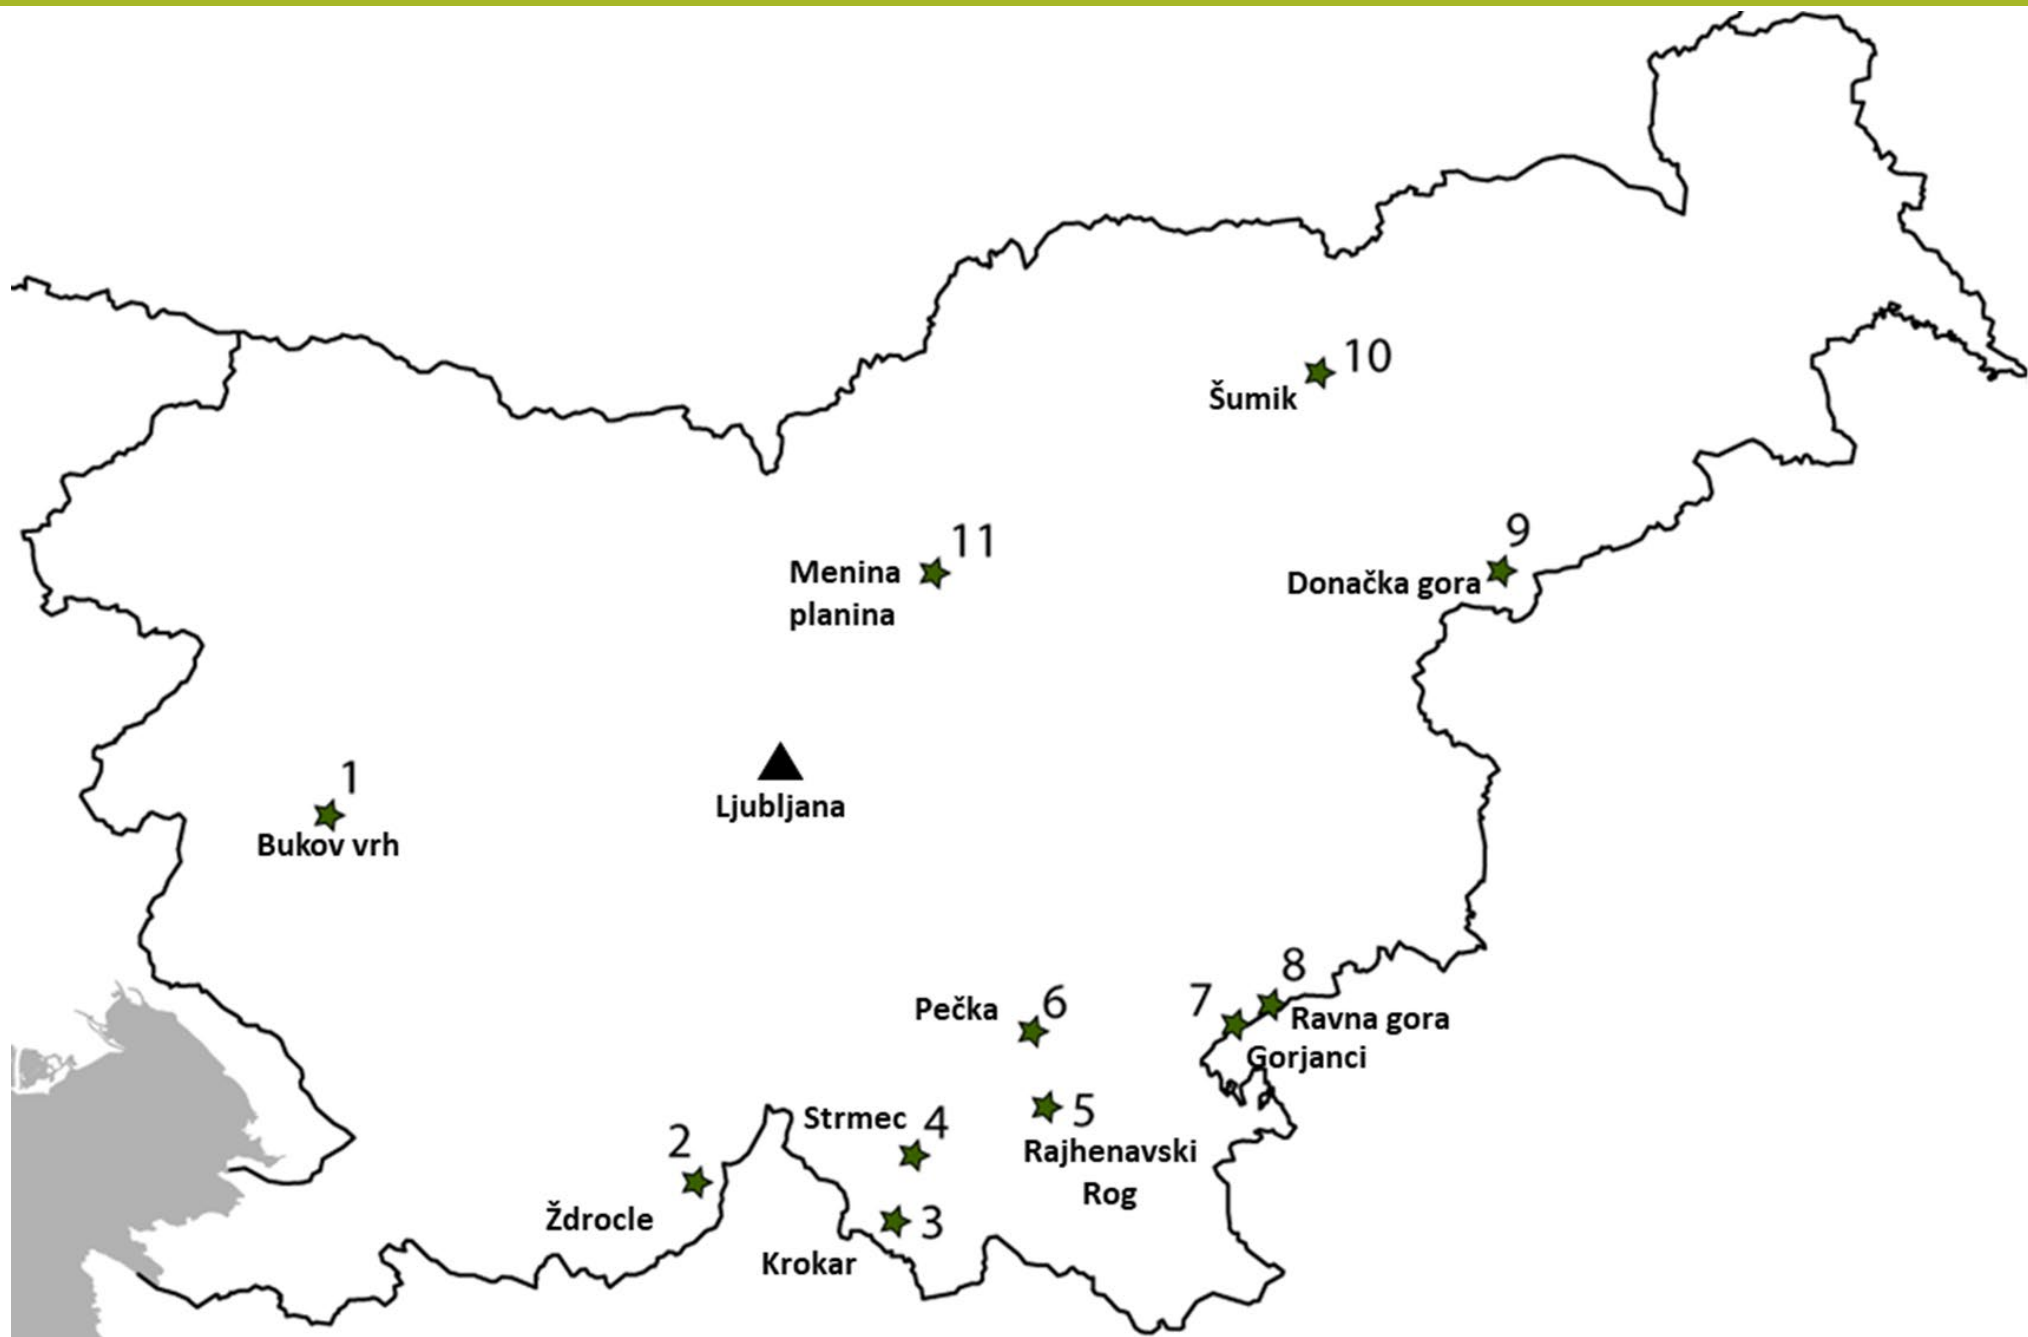 10
Šumik
9
Donačka gora
11
Menina
planina
1
Bukov vrh
Ljubljana
8
Ravna gora
7
Gorjanci
6
Pečka
5
Rajhenavski
Rog
Strmec 4
2
Ždrocle
3
Krokar